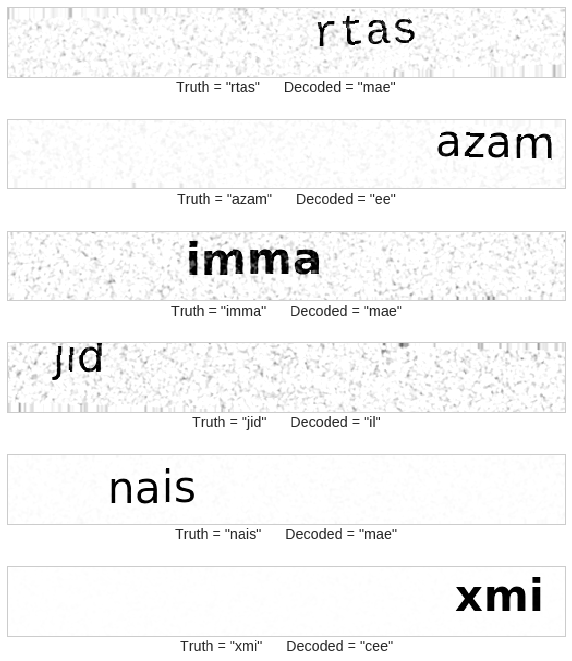 rtas
Truth = "rtas" Decoded = "mae"
azam
Truth = "azam" Decoded = "ee"
imma
Truth = "imma" Decoded = "mae"
jid
Truth = "jid" Decoded = "il"
nais
Truth = "nais" Decoded = "mae"
xmi
Truth = "xmi" Decoded = "cee"